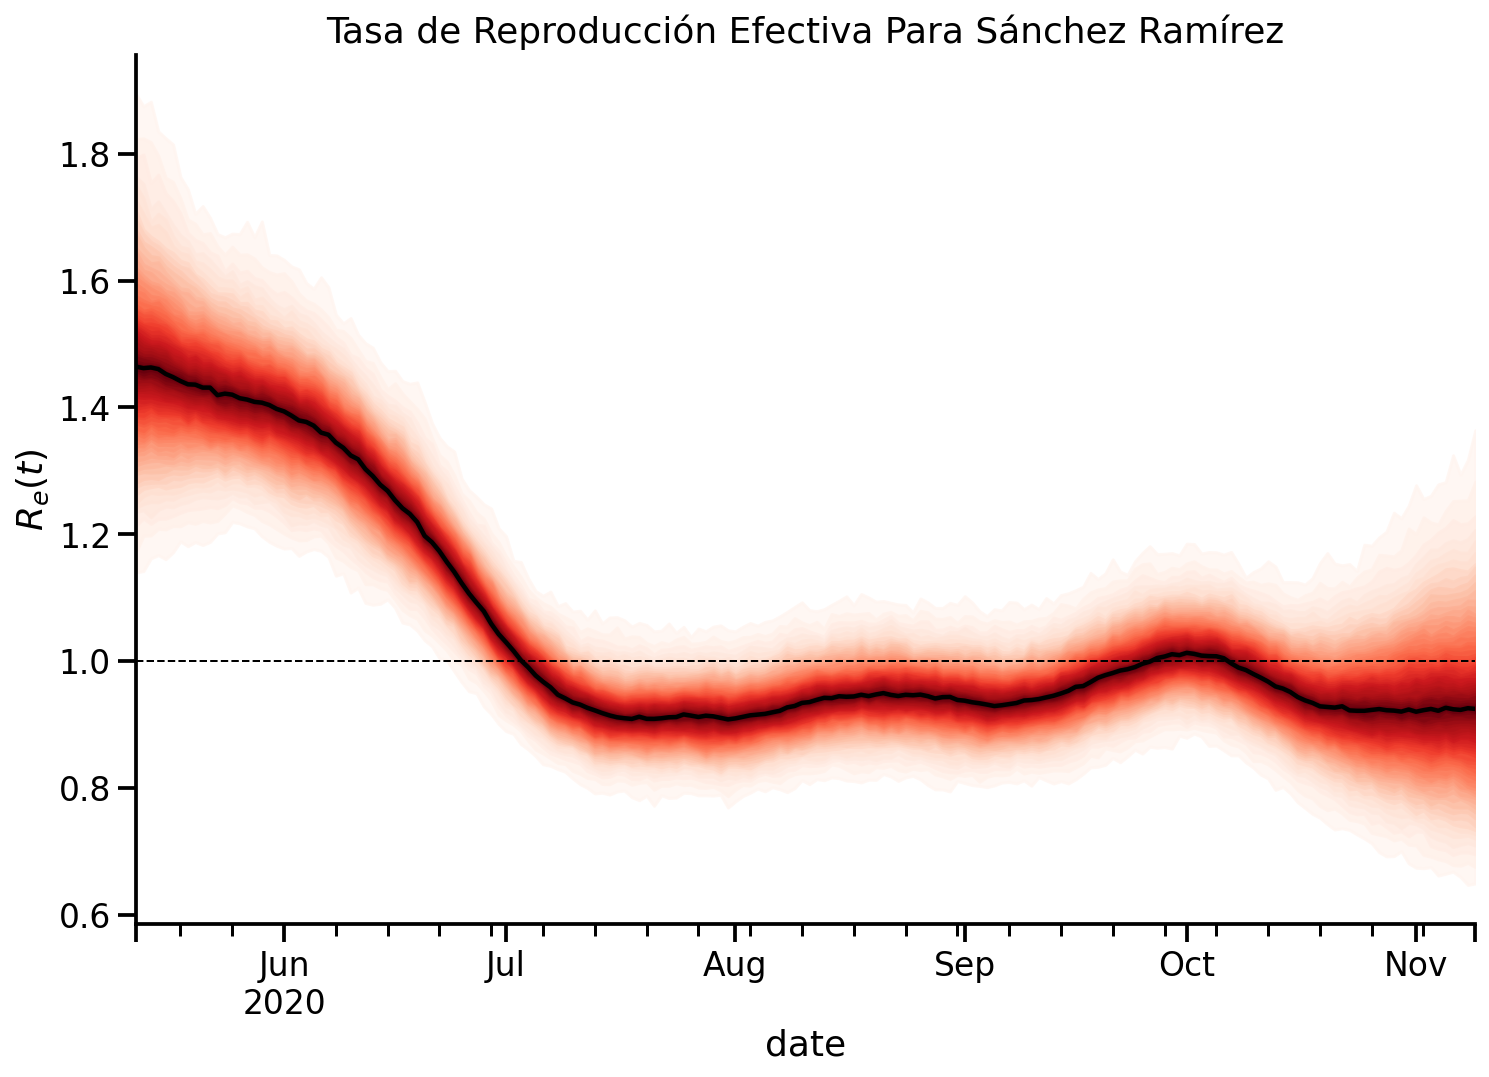 Tasa de Reproducción Efectiva Para Sánchez Ramírez
1.8
1.6
1.4
1.2
1.0
0.8
0.6
Rₑ(t)
Jun Jul Aug Sep Oct Nov
2020
date